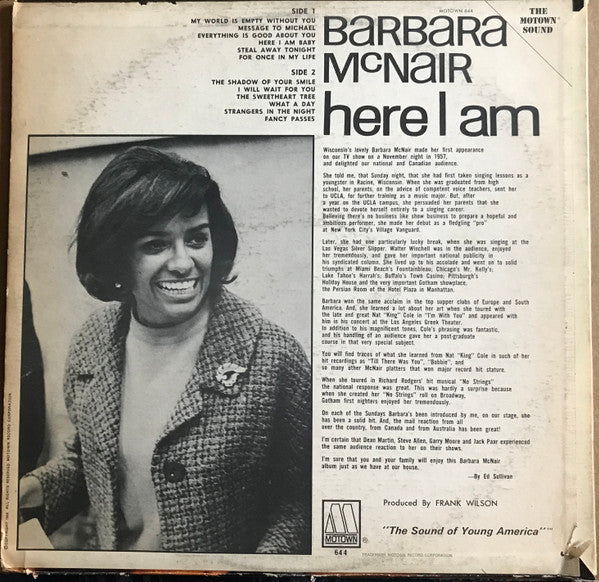 SIDE 1
MY WORLD IS EMPTY WITHOUT YOU
MESSAGE TO MICHAEL
EVERYTHING IS GOOD ABOUT YOU
HERE I AM BABY
STEAL AWAY TONIGHT
FOR ONCE IN MY LIFE
SIDE 2
THE SHADOW OF YOUR SMILE
I WILL WAIT FOR YOU
THE SWEETHEART TREE
WHAT A DAY
STRANGERS IN THE NIGHT
FANCY PASSES
MOTOWN 644
THE
MOTOWN
SOUND
BARBARA
McNAIR
here I am
Wisconsin's lovely Barbara McNair made her first appearance
on our TV show on a November night in 1957,
and delighted our national and Canadian audience.
She told me, that Sunday night, that she had first taken singing lessons as a
youngster in Racine, Wisconsin. When she was graduated from high
school, her parents, on the advice of competent voice teachers, sent her
to UCLA, for further training as a music major. But, after
a year on the UCLA campus, she persuaded her parents that she
wanted to devote herself entirely to a singing career.
Believing there's no business like show business to prepare a hopeful and
ambitious performer, she made her debut as a fledgling "pro"
at New York City's Village Vanguard.
Later, she had one particularly lucky break, when she was singing at the
Las Vegas Silver Slipper. Walter Winchell was in the audience, enjoyed
her tremendously, and gave her important national publicity in
his syndicated column. She lived up to his accolade and went on to solid
triumphs at Miami Beach's Fountainbleau; Chicago's Mr. Kelly's;
Lake Tahoe's Harrah's; Buffalo's Town Casino; Pittsburgh's
Holiday House and the very important Gotham showplace,
the Persian Room of the Hotel Plaza in Manhattan.
Barbara won the same acclaim in the top supper clubs of Europe and South
America. And, she learned a lot about her art when she toured with
the late and great Nat "King" Cole in "I'm With You" and appeared with
him in his concert at the Los Angeles Greek Theater.
In addition to his magnificent tones, Cole's phrasing was fantastic,
and his handling of an audience gave her a post-graduate
course in that very special subject.
You will find traces of what she learned from Nat "King" Cole in such of her
hit recordings as "Till There Was You", "Bobbie", and
so many other McNair platters that won major record hit stature.
When she toured in Richard Rodgers' hit musical "No Strings"
the national response was great. This was hardly a surprise because
when she created her "No Strings" roll on Broadway,
Gotham first nighters enjoyed her tremendously.
On each of the Sundays Barbara's been introduced by me, on our stage, she
has been a solid hit. And, the mail reaction from all
over the country, from Canada and from Australia has been great!
I'm certain that Dean Martin, Steve Allen, Garry Moore and Jack Paar experienced
the same audience reaction to her on their shows.
I'm sure that you and your family will enjoy this Barbara McNair
album just as we have at our house.
—By Ed Sullivan
Produced By FRANK WILSON
M
MOTOWN ®
644
"The Sound of Young America"
TRADEMARK MOTOWN RECORD CORPORATION
ALL RIGHTS RESERVED MOTOWN RECORD CORPORATION